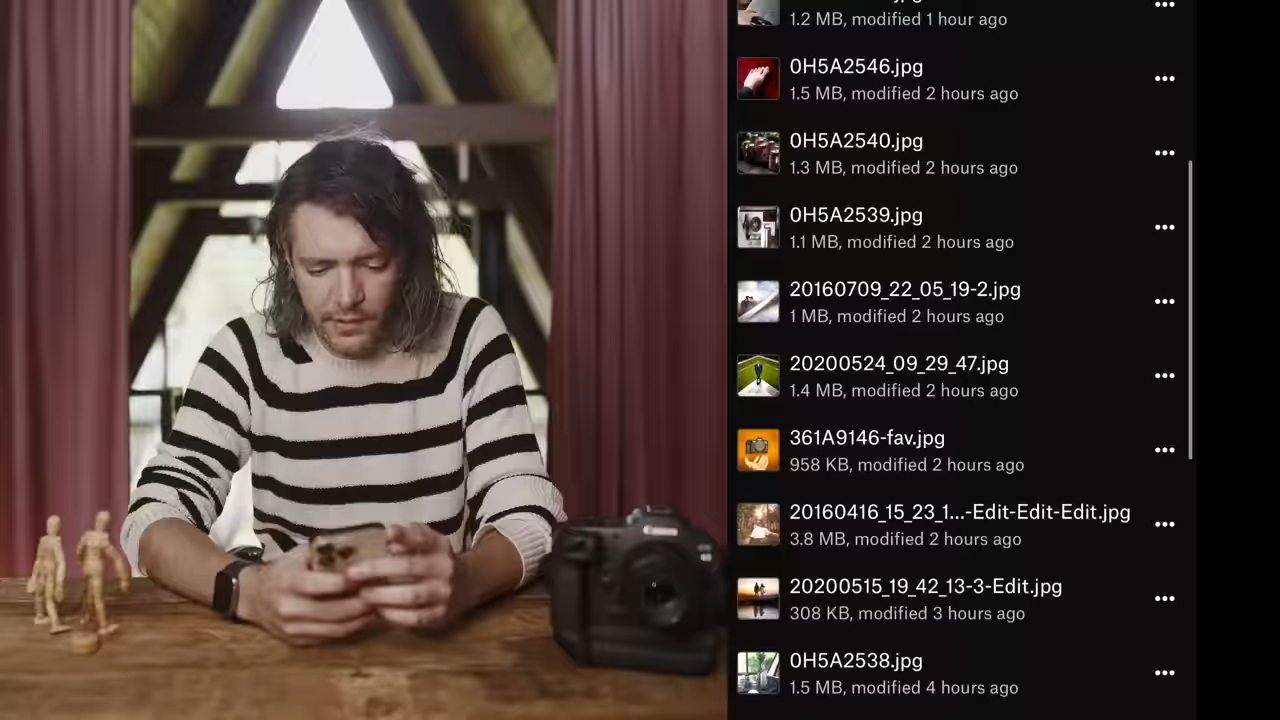 1.2 MB, modified 1 hour ago
0H5A2546.jpg
1.5 MB, modified 2 hours ago
0H5A2540.jpg
1.3 MB, modified 2 hours ago
0H5A2539.jpg
1.1 MB, modified 2 hours ago
20160709_22_05_19-2.jpg
1 MB, modified 2 hours ago
20200524_09_29_47.jpg
1.4 MB, modified 2 hours ago
361A9146-fav.jpg
958 KB, modified 2 hours ago
20160416_15_23_1...-Edit-Edit-Edit.jpg
3.8 MB, modified 2 hours ago
20200515_19_42_13-3-Edit.jpg
308 KB, modified 3 hours ago
0H5A2538.jpg
1.5 MB, modified 4 hours ago